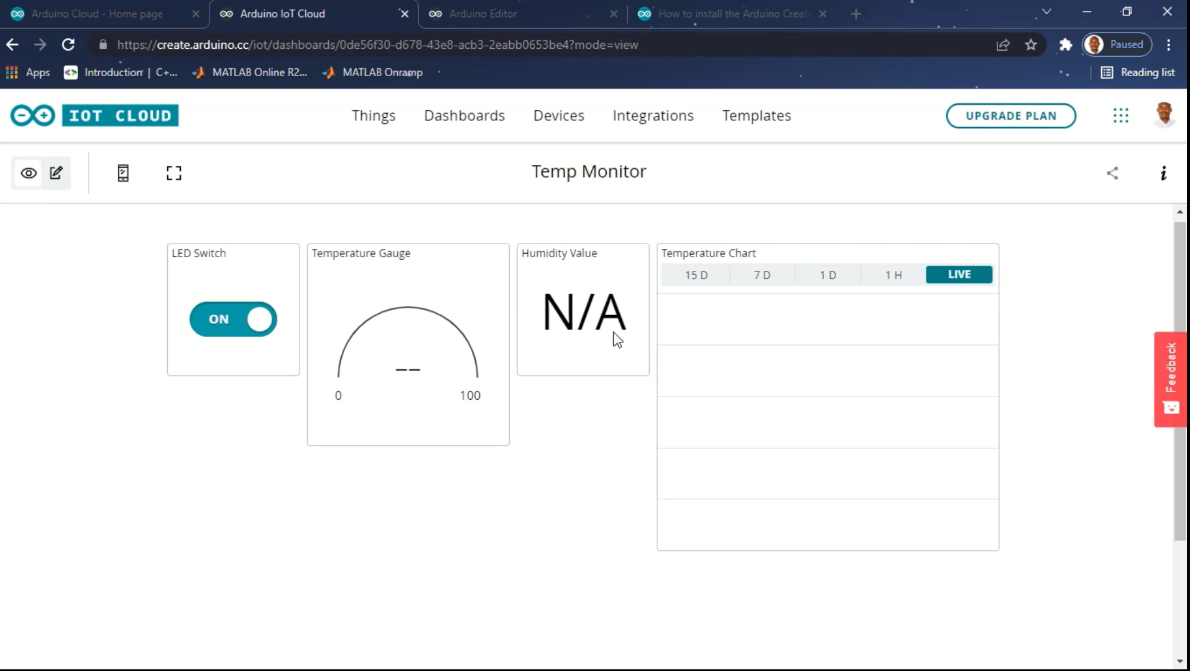 Arduino Cloud - Home page
Arduino IoT Cloud
Arduino Editor
How to install the Arduino Crea
https://create.arduino.cc/iot/dashboards/0de56f30-d678-43e8-acb3-2eabb0653be4?mode=view
Paused
Apps
Introduction | C+...
MATLAB Online R2...
MATLAB Onramp
Reading list
IOT CLOUD
Things
Dashboards
Devices
Integrations
Templates
UPGRADE PLAN
Temp Monitor
i
LED Switch
Temperature Gauge
Humidity Value
Temperature Chart
15 D
7 D
1 D
1 H
LIVE
ON
N/A
--
0
100
Feedback